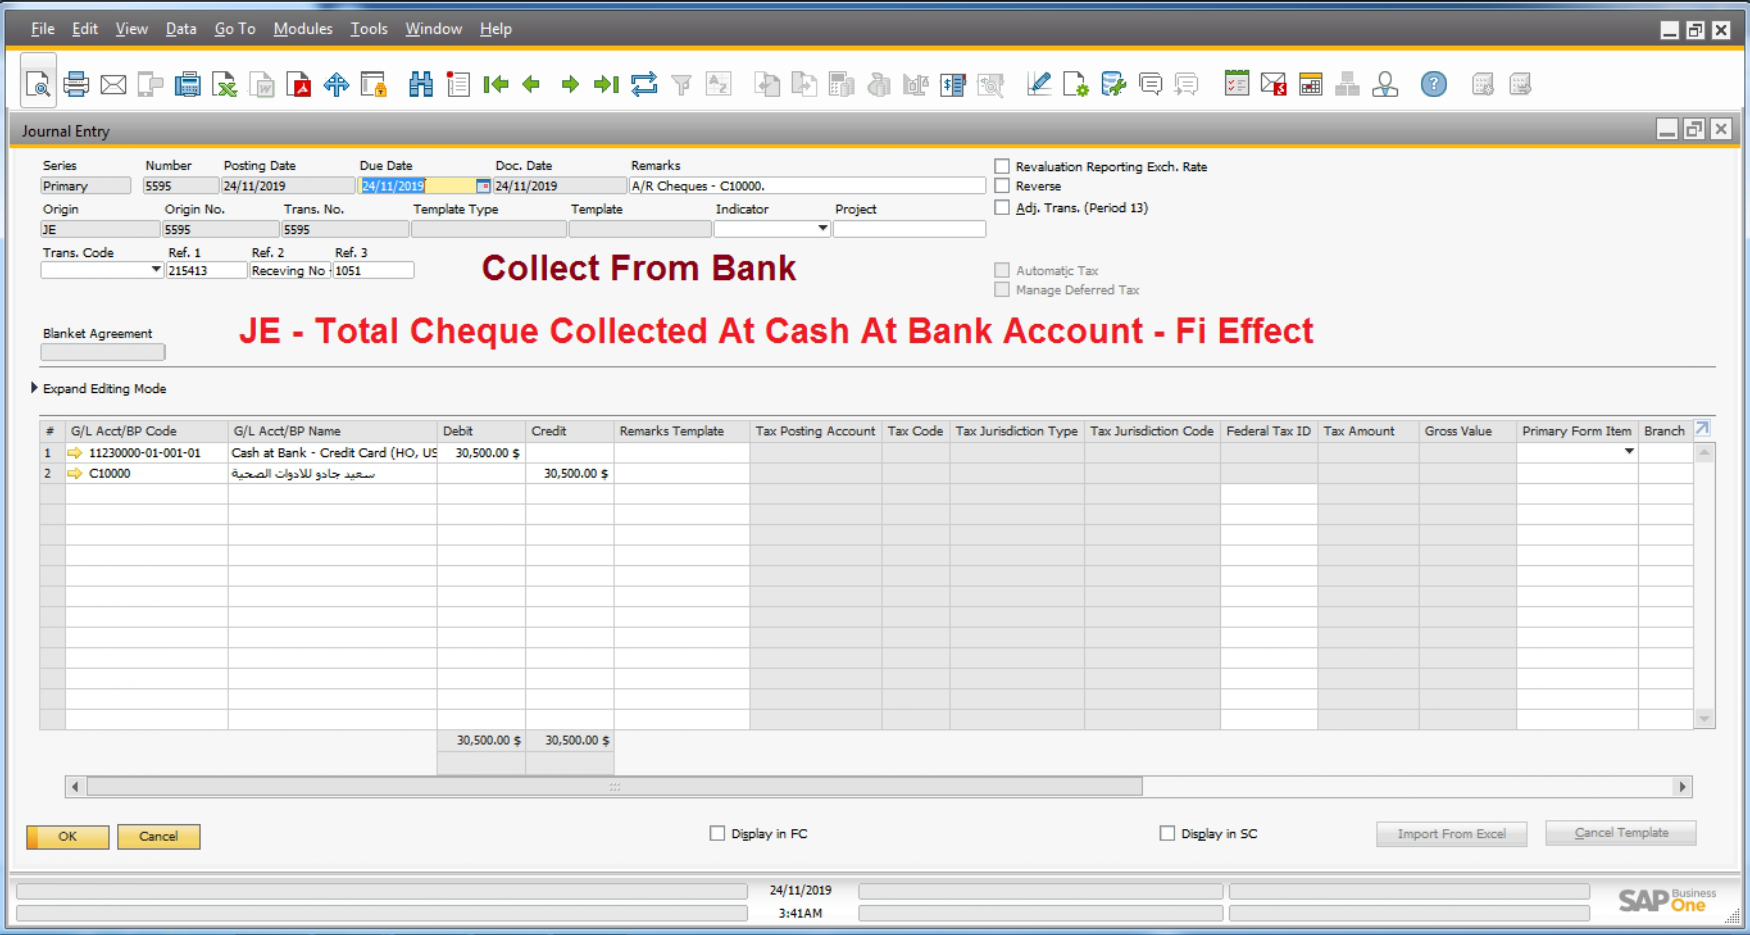 File Edit View Data Go To Modules Tools Window Help
Journal Entry
Series Number Posting Date Due Date Doc. Date Remarks
Primary 5595 24/11/2019 24/11/2019 24/11/2019 A/R Cheques - C10000.
Revaluation Reporting Exch. Rate
Reverse
Origin Origin No. Trans. No. Template Type Template Indicator Project
Adj. Trans. (Period 13)
JE 5595 5595
Trans. Code Ref. 1 Ref. 2 Ref. 3
215413 Receving No 1051
Collect From Bank
Automatic Tax
Manage Deferred Tax
JE - Total Cheque Collected At Cash At Bank Account - Fi Effect
Blanket Agreement
Expand Editing Mode
# G/L Acct/BP Code G/L Acct/BP Name Debit Credit Remarks Template Tax Posting Account Tax Code Tax Jurisdiction Type Tax Jurisdiction Code Federal Tax ID Tax Amount Gross Value Primary Form Item Branch
1 11230000-01-001-01 Cash at Bank - Credit Card (HO, US 30,500.00 $
2 C10000 سعيد جادو للادوات الصحية 30,500.00 $
30,500.00 $ 30,500.00 $
OK Cancel Display in FC Display in SC Import From Excel Cancel Template
24/11/2019
3:41AM
SAP Business One